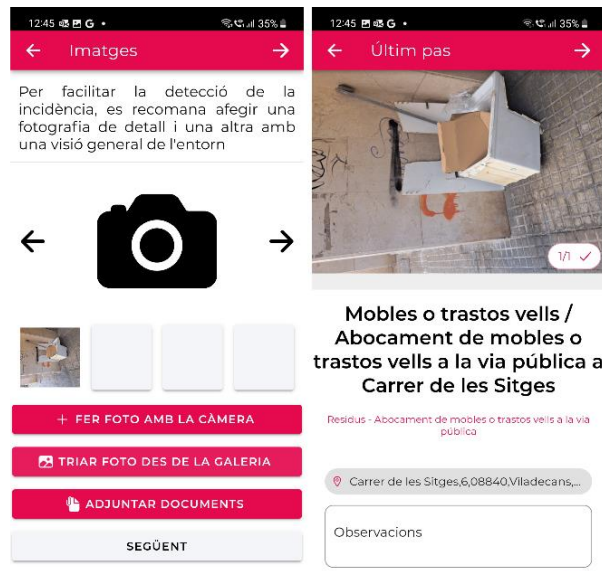 12:45 G • 35%
Imatges
Per facilitar la detecció de la
incidència, es recomana afegir una
fotografia de detall i una altra amb
una visió general de l'entorn
+ FER FOTO AMB LA CÀMERA
TRIAR FOTO DES DE LA GALERIA
ADJUNTAR DOCUMENTS
SEGÜENT
12:45 G • 35%
Últim pas
1/1
Mobles o trastos vells /
Abocament de mobles o
trastos vells a la via pública a
Carrer de les Sitges
Residus - Abocament de mobles o trastos vells a la via
pública
Carrer de les Sitges,6,08840,Viladecans,...
Observacions